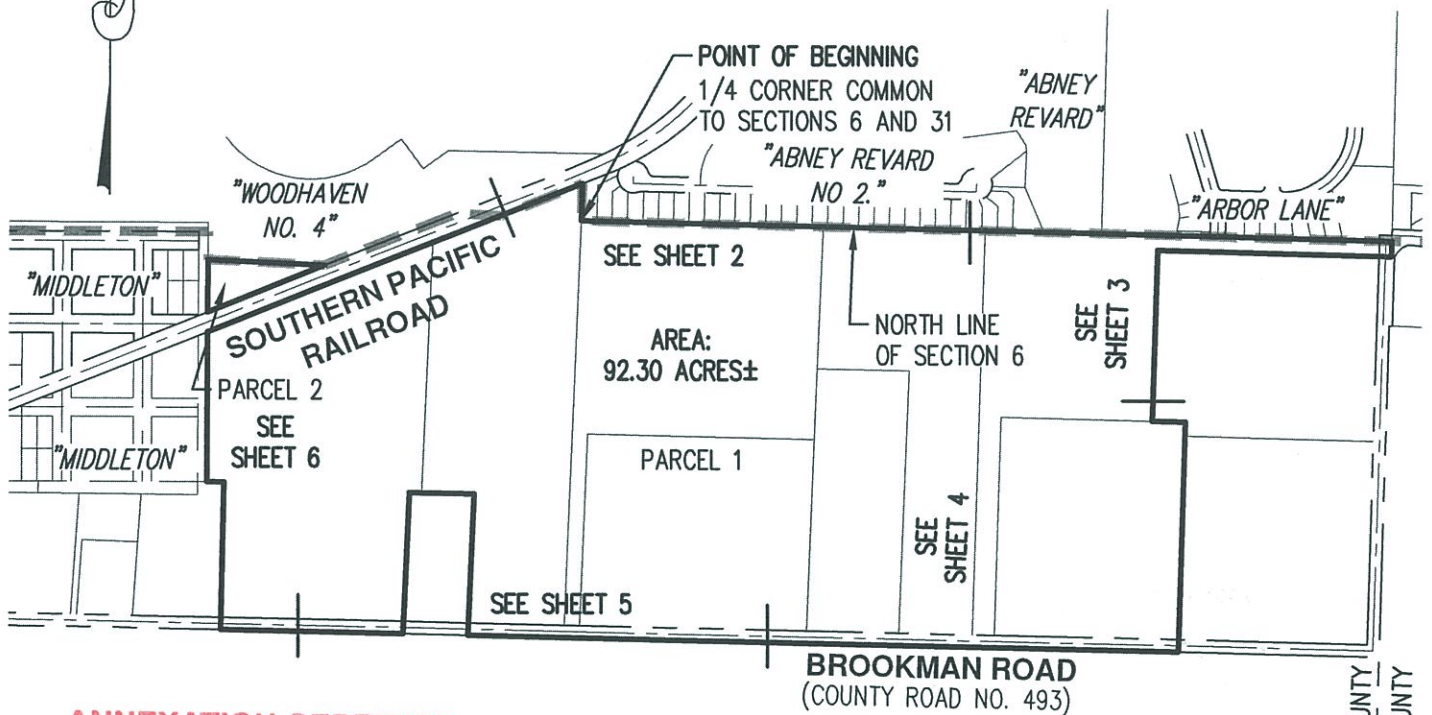 POINT OF BEGINNING
1/4 CORNER COMMON
TO SECTIONS 6 AND 31
"ABNEY
REVARD"
"ABNEY REVARD
NO 2."
"WOODHAVEN
NO. 4"
"ARBOR LANE"
"MIDDLETON"
SOUTHERN PACIFIC
RAILROAD
SEE SHEET 2
AREA:
92.30 ACRES±
NORTH LINE
OF SECTION 6
SEE
SHEET 3
PARCEL 2
SEE
SHEET 6
"MIDDLETON"
PARCEL 1
SEE
SHEET 4
SEE SHEET 5
BROOKMAN ROAD
(COUNTY ROAD NO. 493)